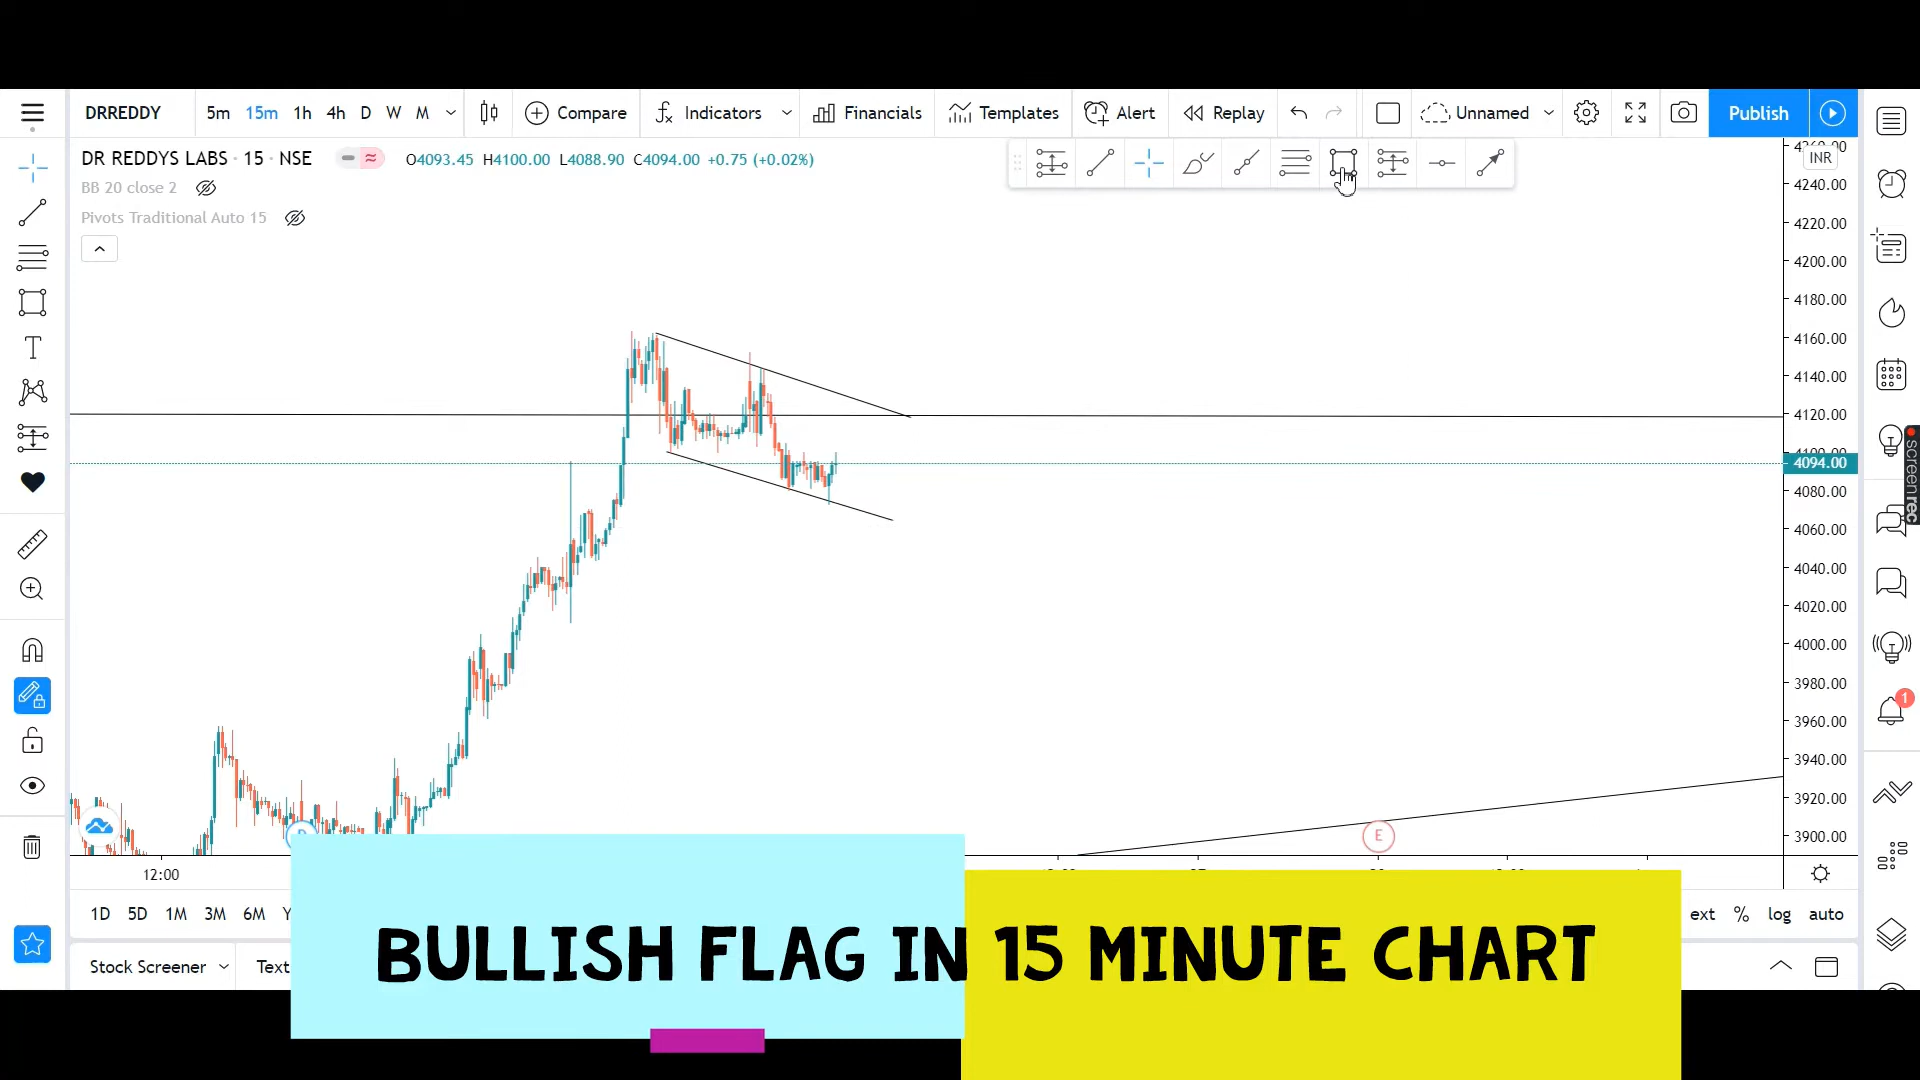 DRREDDY 5m 15m 1h 4h D W M Compare Indicators Financials Templates Alert Replay Unnamed Publish
DR REDDYS LABS · 15 · NSE O4093.45 H4100.00 L4088.90 C4094.00 +0.75 (+0.02%)
BB 20 close 2
Pivots Traditional Auto 15
INR
4240.00
4220.00
4200.00
4180.00
4160.00
4140.00
4120.00
4094.00
4080.00
4060.00
4040.00
4020.00
4000.00
3980.00
3960.00
3940.00
3920.00
3900.00
screenrec
1
E
12:00
1D 5D 1M 3M 6M Y ext % log auto
Stock Screener Text
BULLISH FLAG IN 15 MINUTE CHART